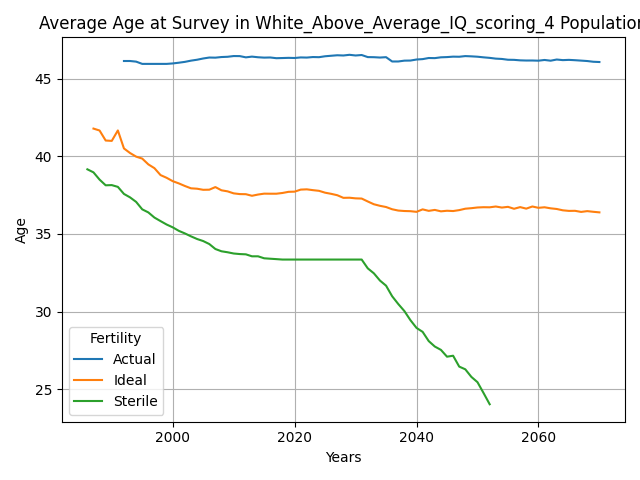 Average Age at Survey in White_Above_Average_IQ_scoring_4 Population
Age
45
40
35
30
25
Fertility
Actual
Ideal
Sterile
2000
2020
2040
2060
Years